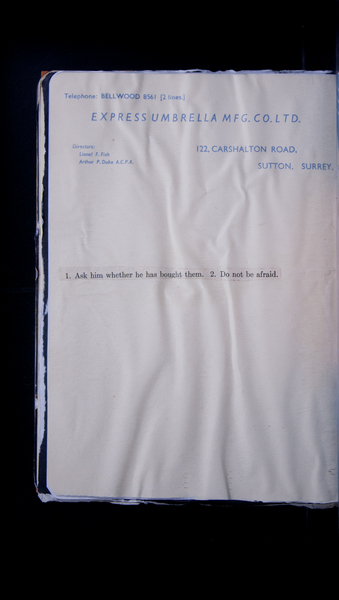 Telephone: BELLWOOD 8561 (2 lines)
EXPRESS UMBRELLA MFG. CO. LTD.
Directors:
Lionel F. Fish
Arthur P. Duke A.C.P.A.
122, CARSHALTON ROAD,
SUTTON, SURREY.
1. Ask him whether he has bought them. 2. Do not be afraid.